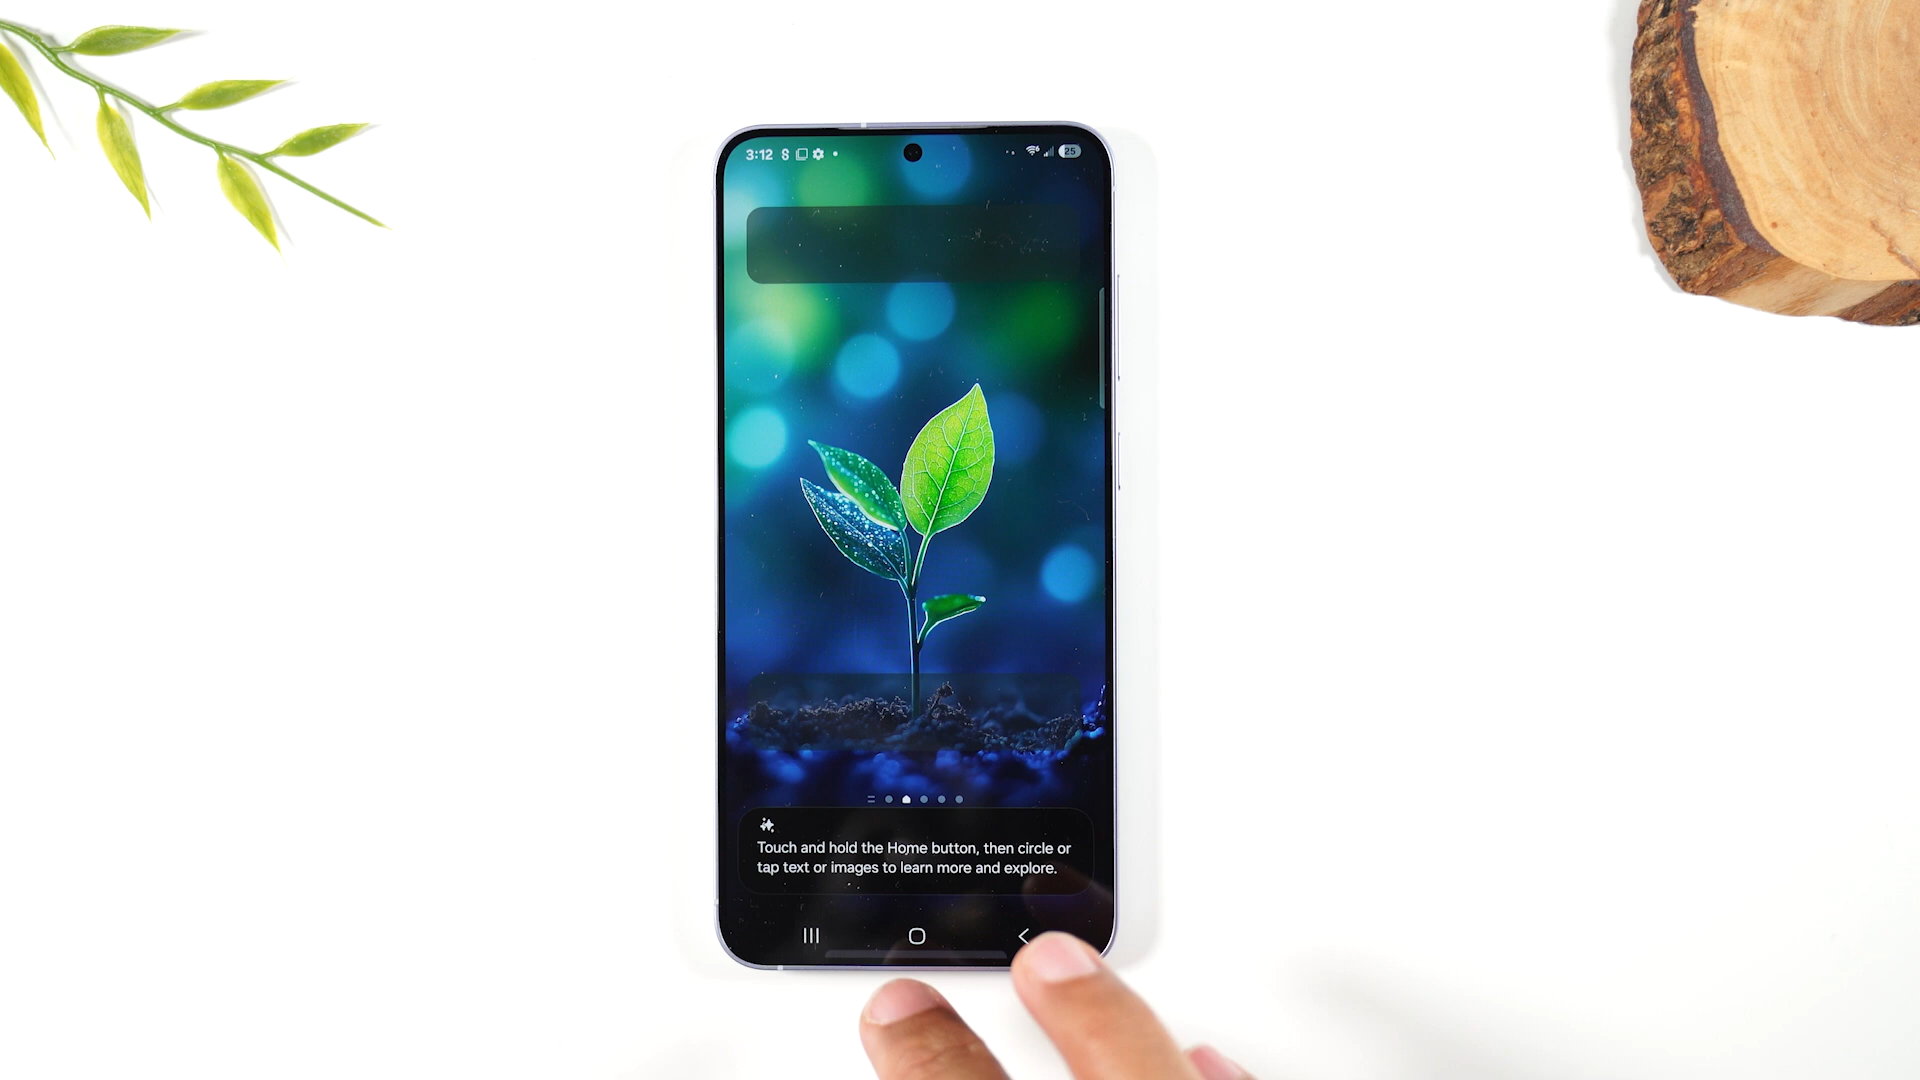 3:12
25
Touch and hold the Home button, then circle or
tap text or images to learn more and explore.